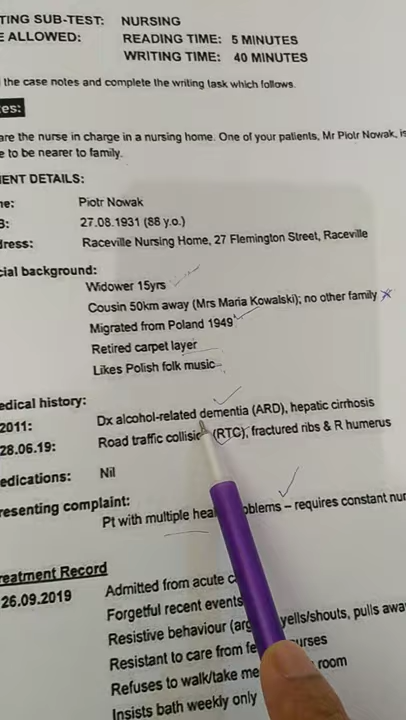 TING SUB-TEST: NURSING
E ALLOWED: READING TIME: 5 MINUTES
WRITING TIME: 40 MINUTES
the case notes and complete the writing task which follows.
es:
are the nurse in charge in a nursing home. One of your patients, Mr Piotr Nowak, is
e to be nearer to family.
ENT DETAILS:
ne: Piotr Nowak
B: 27.08.1931 (88 y.o.)
dress: Raceville Nursing Home, 27 Flemington Street, Raceville
cial background:
Widower 15yrs
Cousin 50km away (Mrs Maria Kowalski); no other family
Migrated from Poland 1949
Retired carpet layer
Likes Polish folk music
edical history:
2011: Dx alcohol-related dementia (ARD), hepatic cirrhosis
28.06.19: Road traffic collisio (RTC), fractured ribs & R humerus
edications: Nil
resenting complaint:
Pt with multiple hea oblems – requires constant nur
reatment Record
26.09.2019 Admitted from acute c
Forgetful recent events
Resistive behaviour (arg yells/shouts, pulls awa
Resistant to care from fe urses
Refuses to walk/take me room
Insists bath weekly only